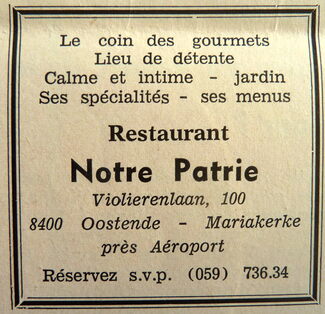 Le coin des gourmets
Lieu de détente
Calme et intime - jardin
Ses spécialités - ses menus
Restaurant
Notre Patrie
Violierenlaan, 100
8400 Oostende - Mariakerke
près Aéroport
Réservez s.v.p. (059) 736.34